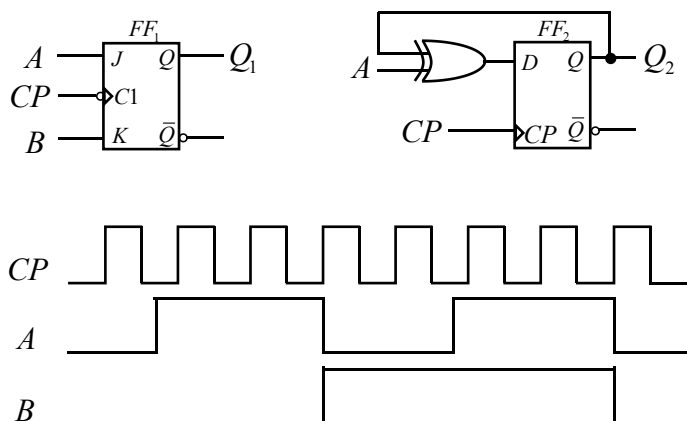 FF₁
A J Q Q₁
CP C1
B K Q̄
FF₂
A D Q Q₂
CP CP Q̄
CP
A
B